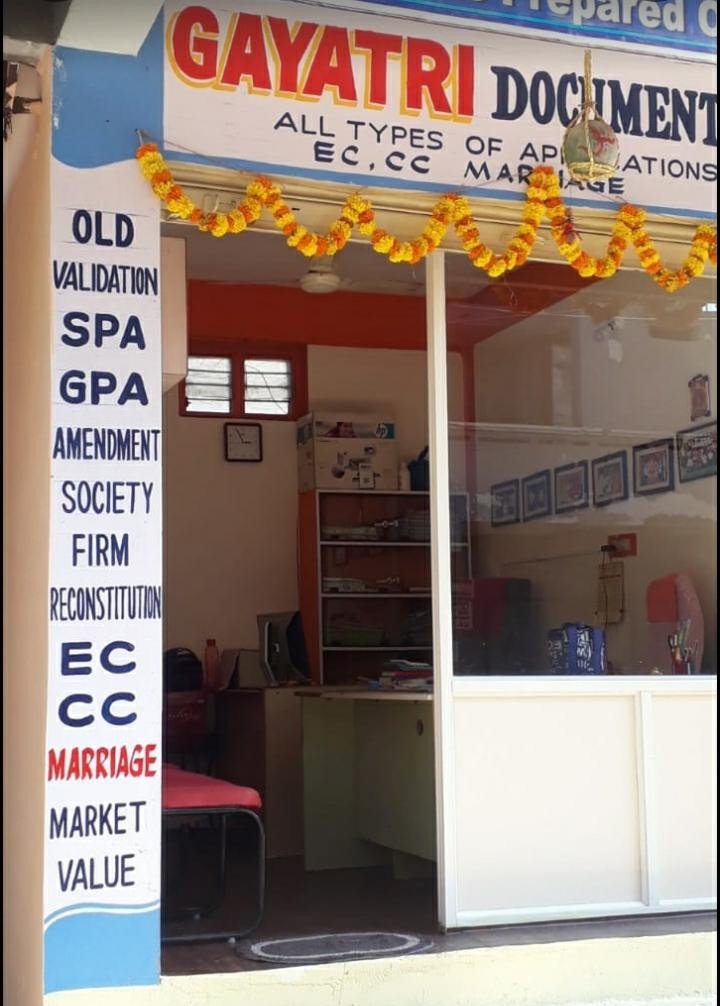 Prepared
GAYATRI DOCUMENT
ALL TYPES OF
EC, CC MARRIAGE
OLD
VALIDATION
SPA
GPA
AMENDMENT
SOCIETY
FIRM
RECONSTITUTION
EC
CC
MARRIAGE
MARKET
VALUE
hp